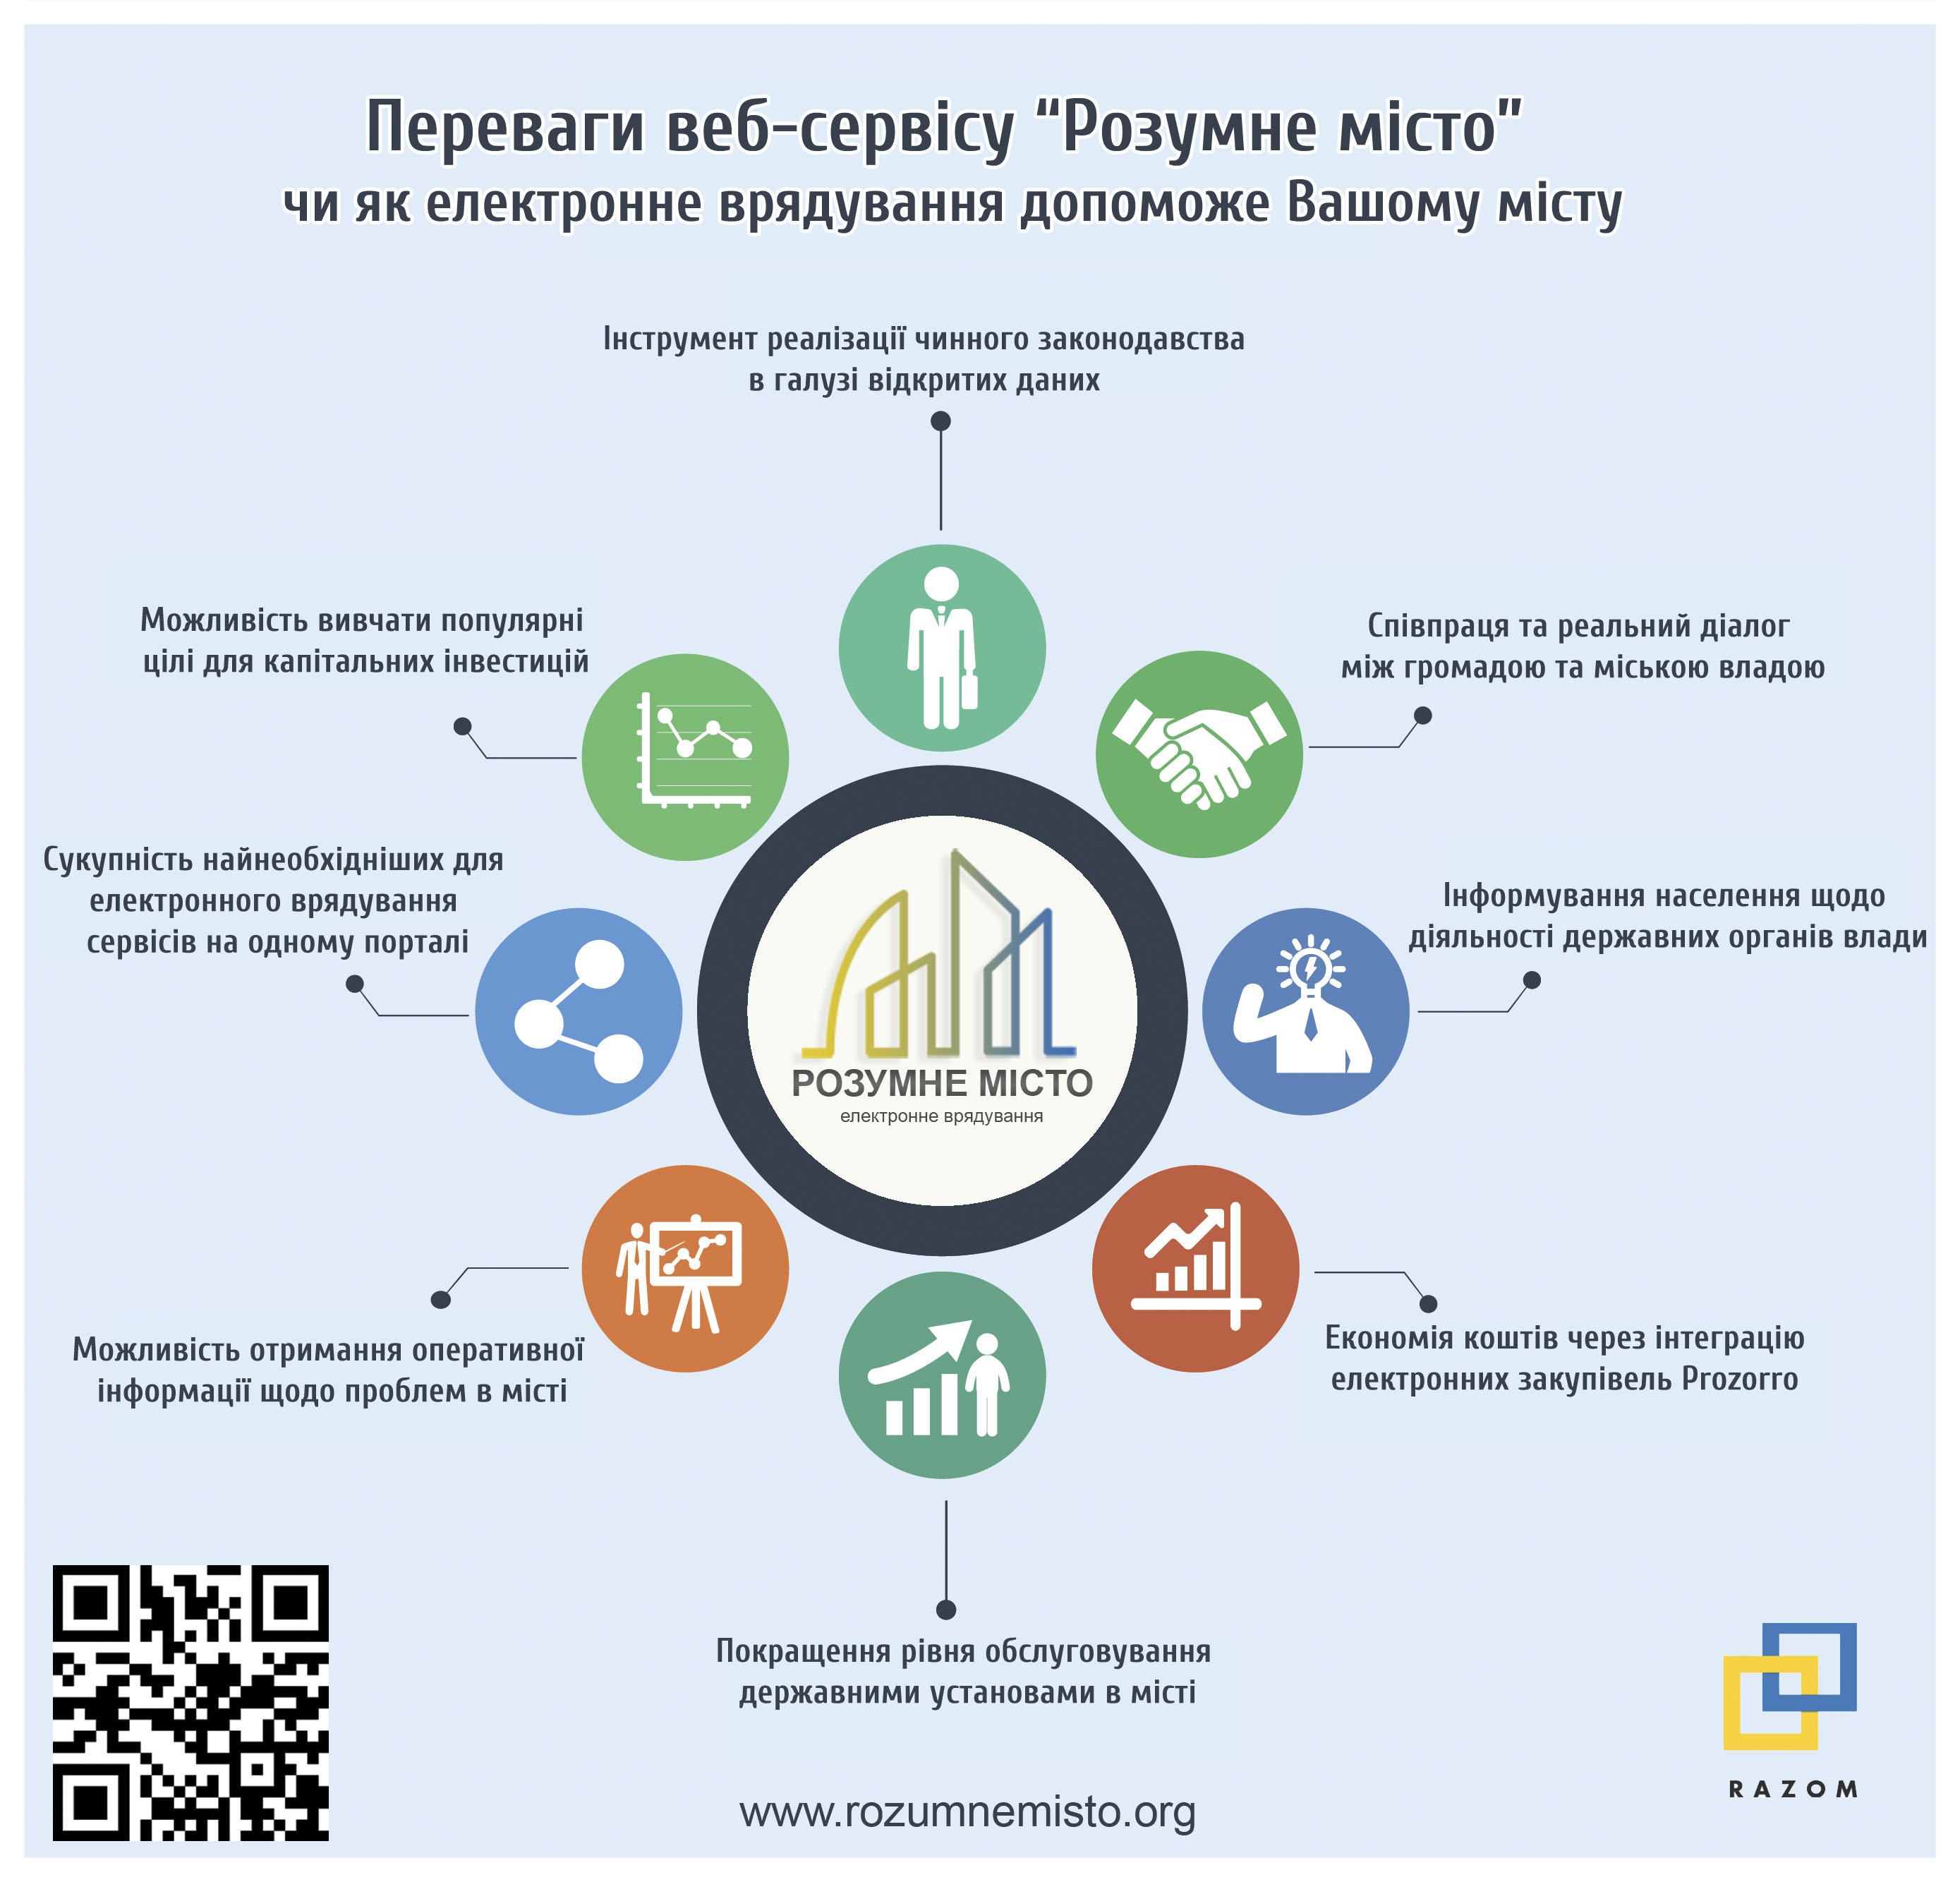 Переваги веб-сервісу “Розумне місто”
чи як електронне врядування допоможе Вашому місту
Інструмент реалізації чинного законодавства
в галузі відкритих даних
Можливість вивчати популярні
цілі для капітальних інвестицій
Співпраця та реальний діалог
між громадою та міською владою
Сукупність найнеобхідніших для
електронного врядування
сервісів на одному порталі
Інформування населення щодо
діяльності державних органів влади
РОЗУМНЕ МІСТО
електронне врядування
Можливість отримання оперативної
інформації щодо проблем в місті
Економія коштів через інтеграцію
електронних закупівель Prozorro
Покращення рівня обслуговування
державними установами в місті
www.rozumnemisto.org
RAZOM